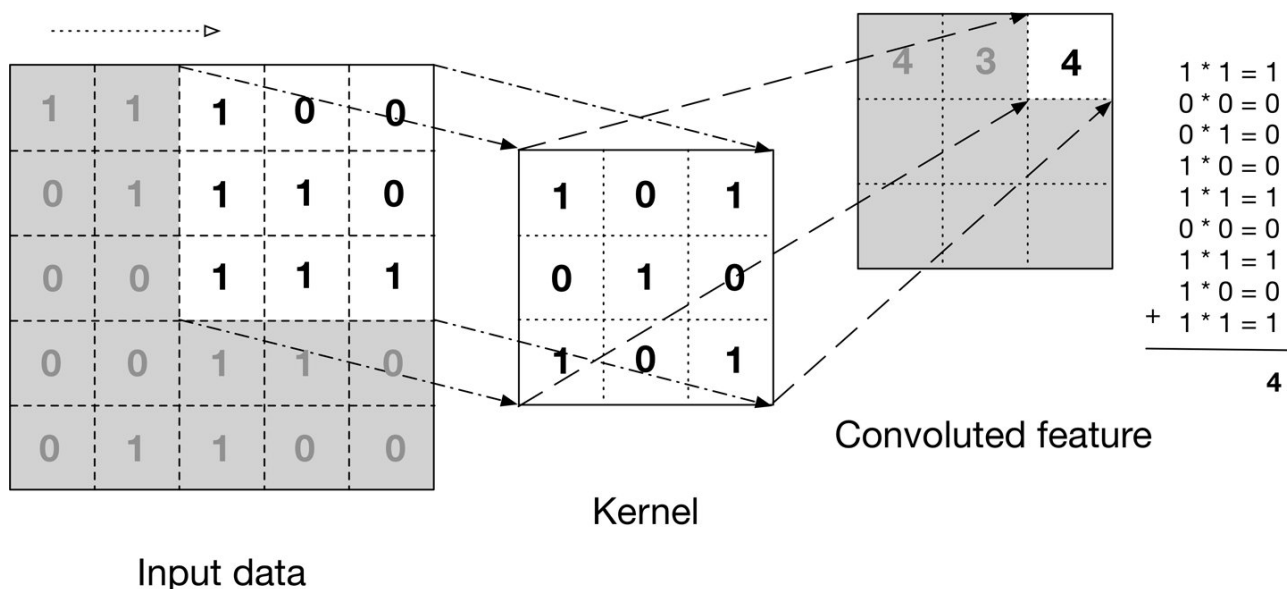 1 1 1 0 0
0 1 1 1 0
0 0 1 1 1
0 0 1 1 0
0 1 1 0 0
Input data
1 0 1
0 1 0
1 0 1
Kernel
4 3 4
Convoluted feature
1 * 1 = 1
0 * 0 = 0
0 * 1 = 0
1 * 0 = 0
1 * 1 = 1
0 * 0 = 0
1 * 1 = 1
1 * 0 = 0
+ 1 * 1 = 1
4